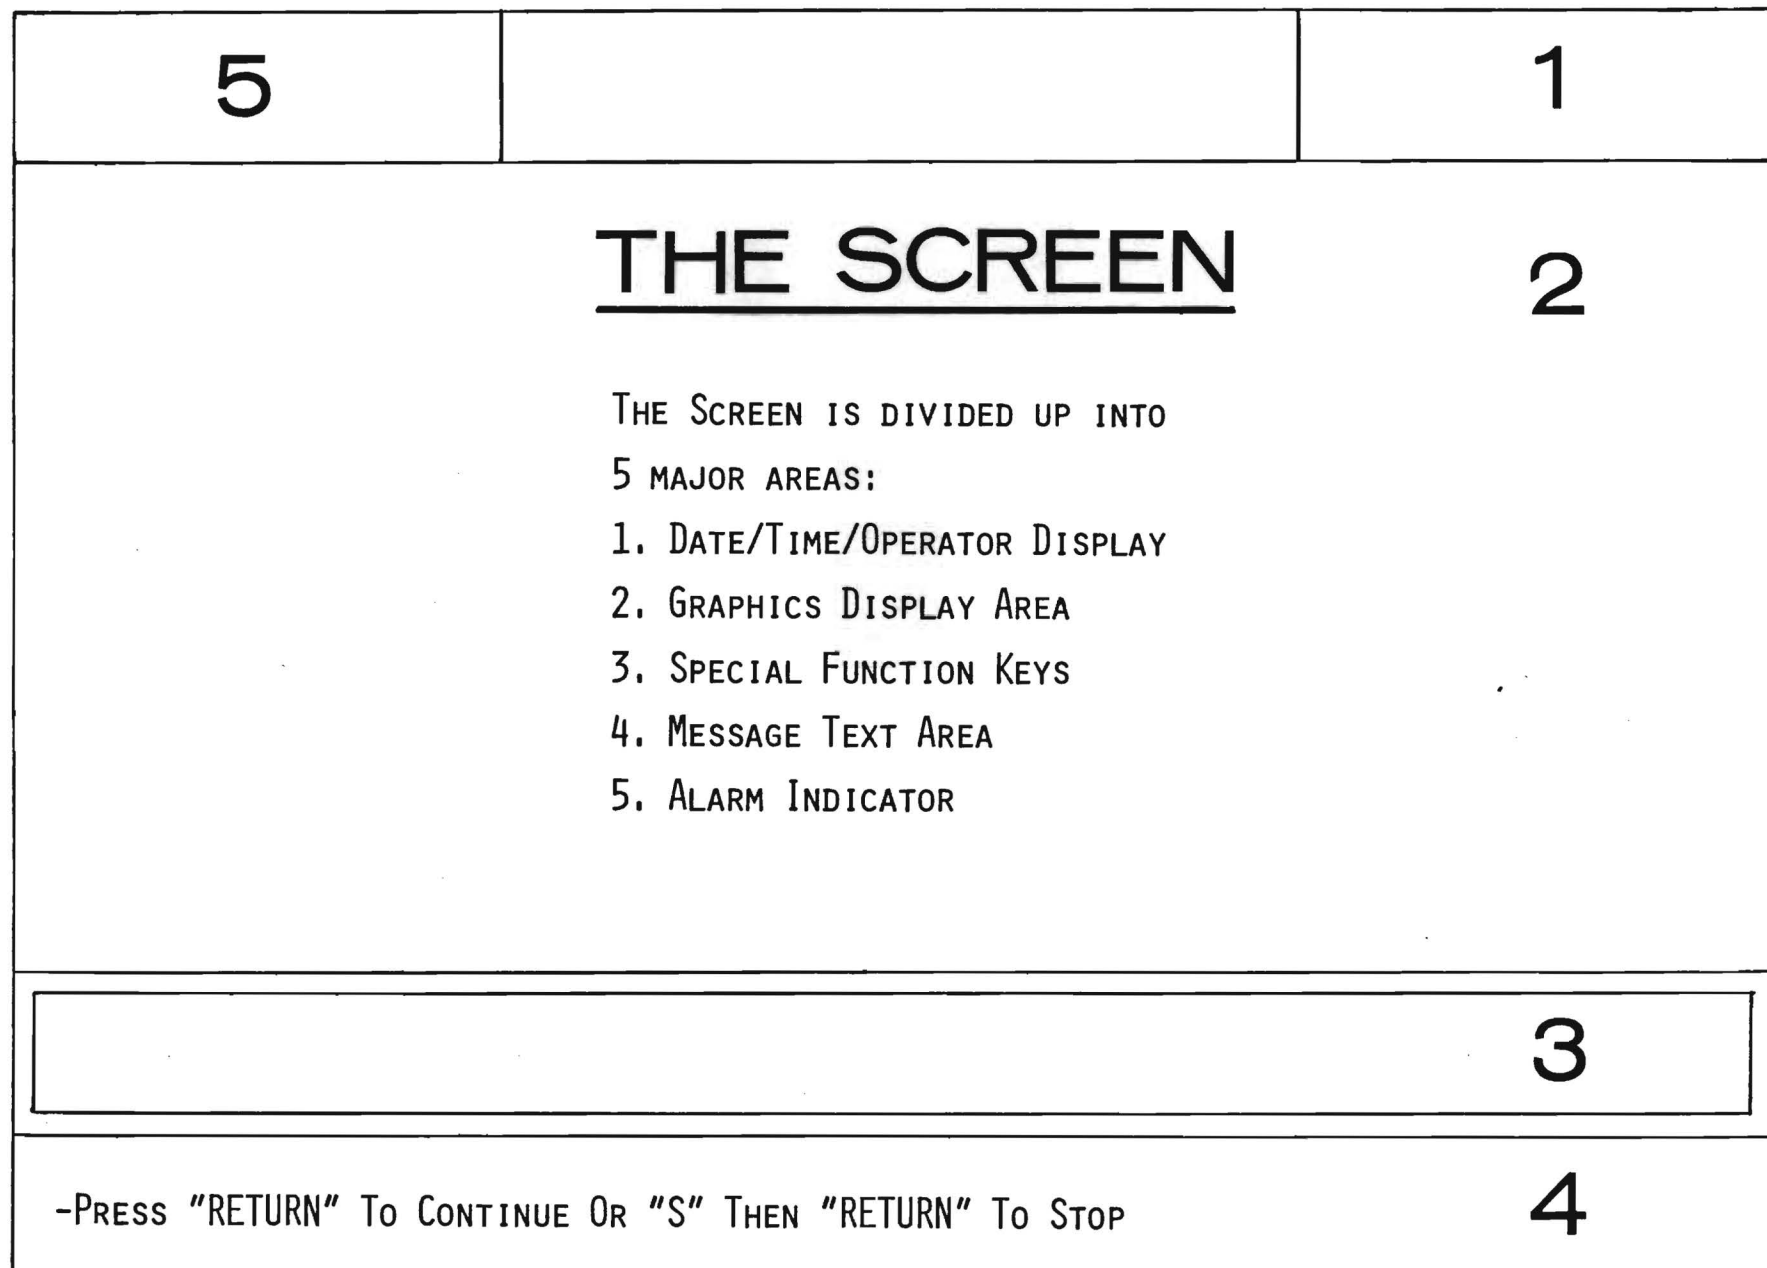 5
1
THE SCREEN
2
THE SCREEN IS DIVIDED UP INTO
5 MAJOR AREAS:
1. DATE/TIME/OPERATOR DISPLAY
2. GRAPHICS DISPLAY AREA
3. SPECIAL FUNCTION KEYS
4. MESSAGE TEXT AREA
5. ALARM INDICATOR
3
-PRESS "RETURN" TO CONTINUE OR "S" THEN "RETURN" TO STOP
4